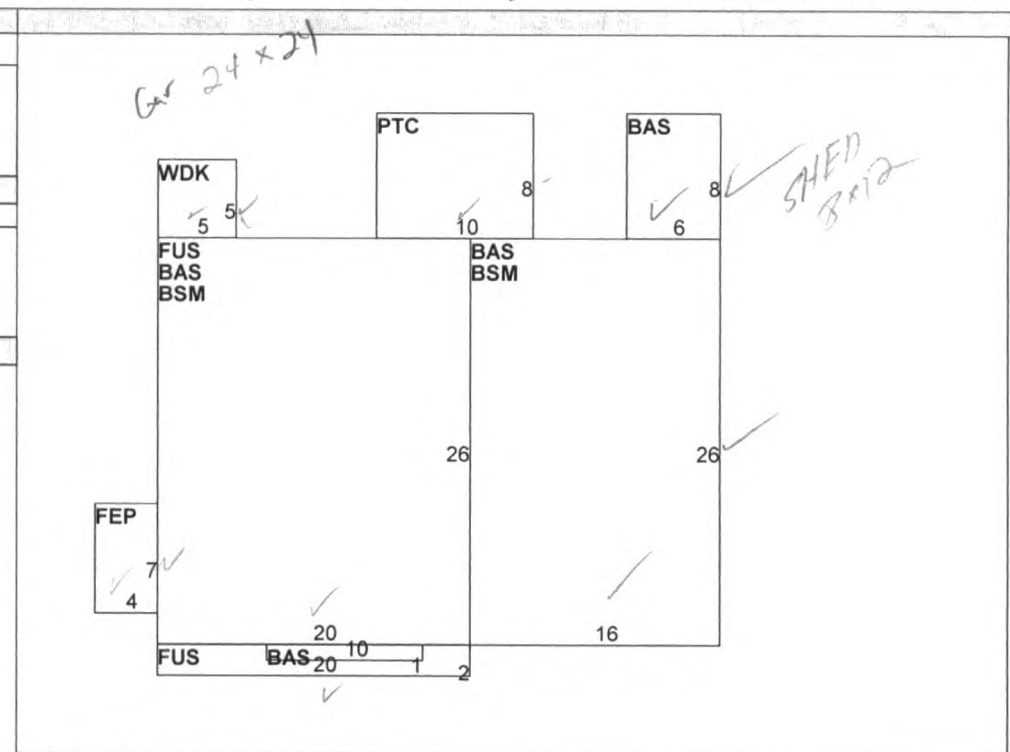 Gar 24 x 24
PTC
BAS
WDK
8
8
SHED
8x12
5
5
10
6
FUS
BAS
BSM
BAS
BSM
26
26
FEP
7
4
20
16
10
FUS
BAS
20
1
2